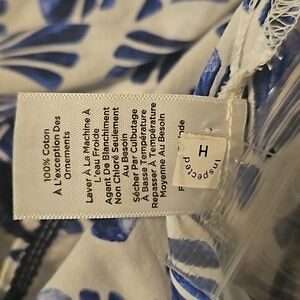 100% Coton
À L'exception Des
Ornements
Laver À La Machine À
L'eau Froide
Agent De Blanchiment
Non Chloré Seulement
Au Besoin
Sécher Par Culbutage
À Basse Température
Repasser À Température
Moyenne Au Besoin
H